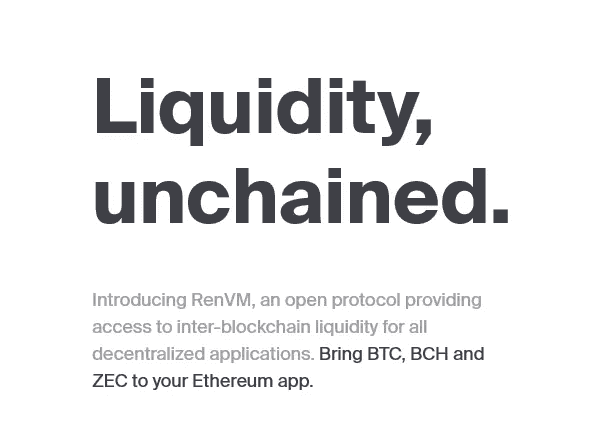 Liquidity,
unchained.
Introducing RenVM, an open protocol providing
access to inter-blockchain liquidity for all
decentralized applications. Bring BTC, BCH and
ZEC to your Ethereum app.